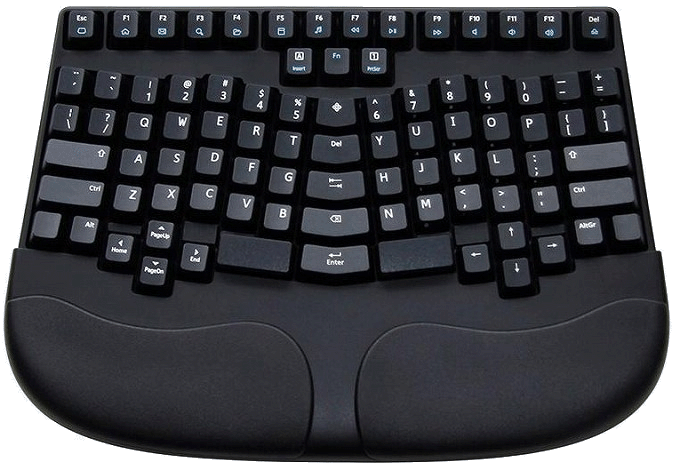 Esc F1 F2 F3 F4 F5 F6 F7 F8 F9 F10 F11 F12 Del
A Insert Fn 1 PrtScr
` ~ ! 1 @ 2 # 3 $ 4 % 5 ^ 6 & 7 * 8 ( 9 ) 0 _ - + =
| \ ? / Q W E R T Del Y U I O P { [ } ]
A S D F G H J K L : ;
Ctrl Z X C V B N M < , > . " ' Ctrl
Alt AltGr
Home PageUp End Enter
PageDn